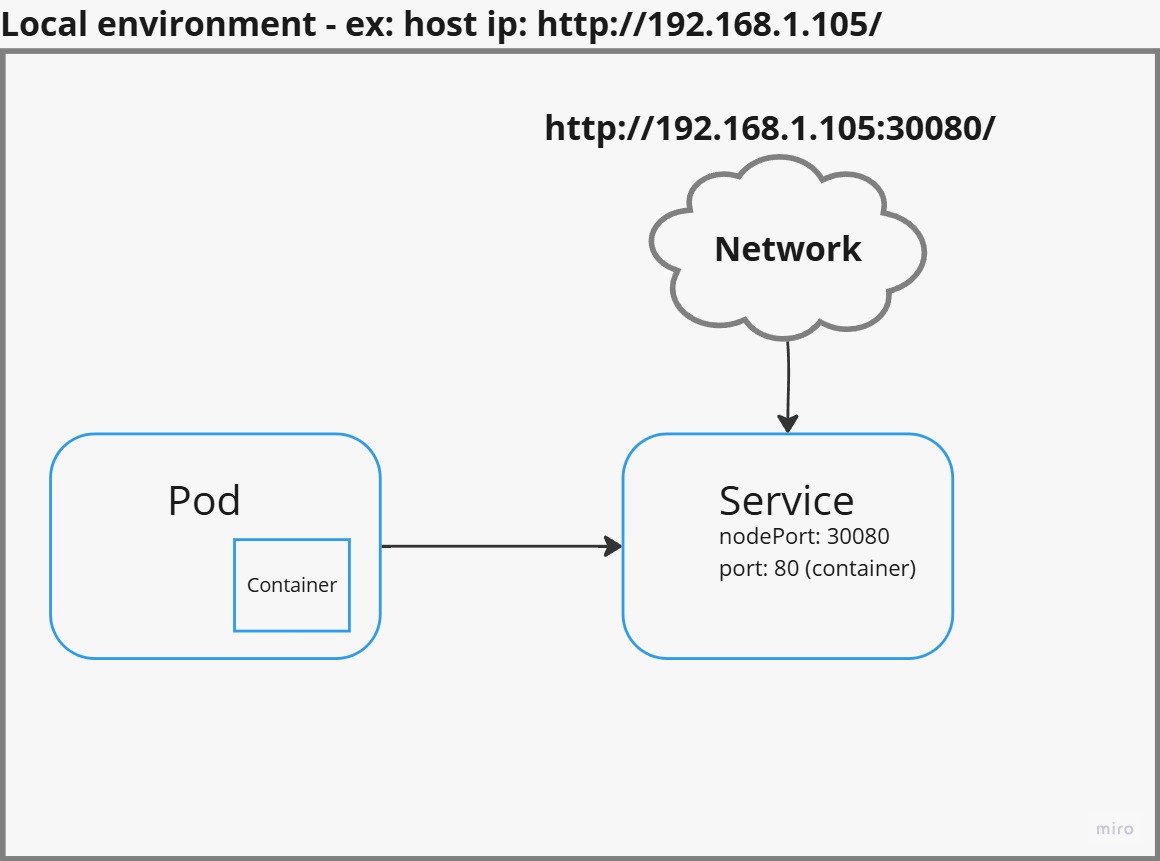 Local environment - ex: host ip: http://192.168.1.105/
http://192.168.1.105:30080/
Network
Pod
Container
Service
nodePort: 30080
port: 80 (container)
miro